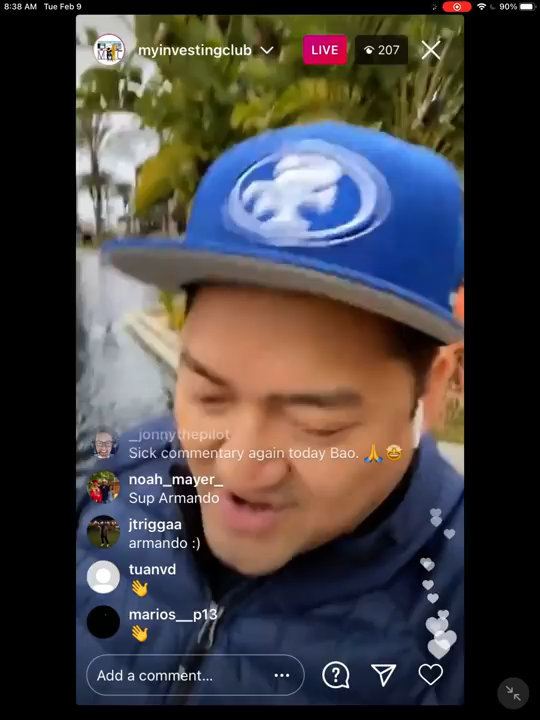 8:38 AM Tue Feb 9
90%
myinvestingclub
LIVE
207
_jonnythepilot
Sick commentary again today Bao. 🙏🤩
noah_mayer_
Sup Armando
jtriggaa
armando :)
tuanvd
👋
marios__p13
👋
Add a comment...